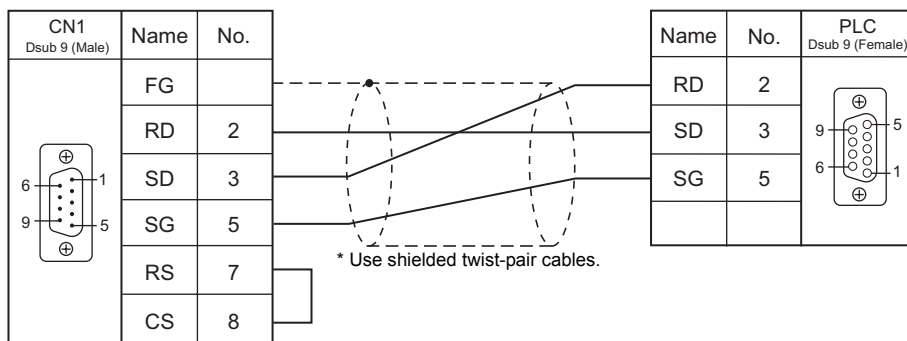 CN1
Dsub 9 (Male)
Name No.
FG
RD 2
SD 3
SG 5
RS 7
CS 8
6 1
9 5
* Use shielded twist-pair cables.
Name No.
PLC
Dsub 9 (Female)
RD 2
SD 3
SG 5
9 5
6 1